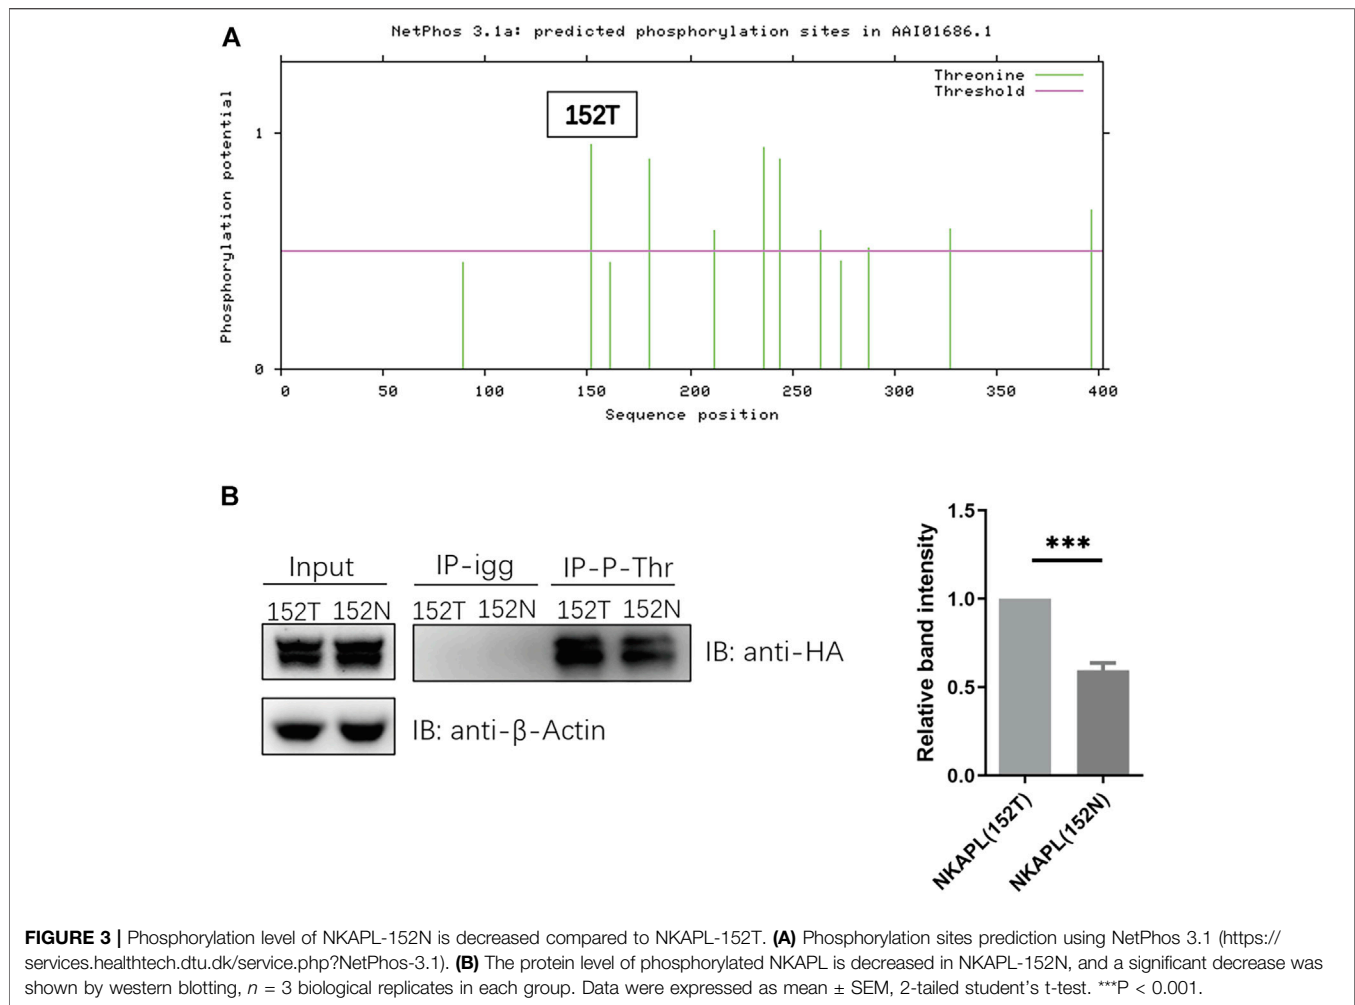 A
NetPhos 3.1a: predicted phosphorylation sites in AAI01686.1
Threonine
Threshold
152T
Phosphorylation potential
1
0
0 50 100 150 200 250 300 350 400
Sequence position
B
Input IP-igg IP-P-Thr
152T 152N 152T 152N 152T 152N
IB: anti-HA
IB: anti-β-Actin
Relative band intensity
1.5
1.0
0.5
0.0
***
NKAPL(152T)
NKAPL(152N)
FIGURE 3 | Phosphorylation level of NKAPL-152N is decreased compared to NKAPL-152T. (A) Phosphorylation sites prediction using NetPhos 3.1 (https://
services.healthtech.dtu.dk/service.php?NetPhos-3.1). (B) The protein level of phosphorylated NKAPL is decreased in NKAPL-152N, and a significant decrease was
shown by western blotting, n = 3 biological replicates in each group. Data were expressed as mean ± SEM, 2-tailed student's t-test. ***P < 0.001.